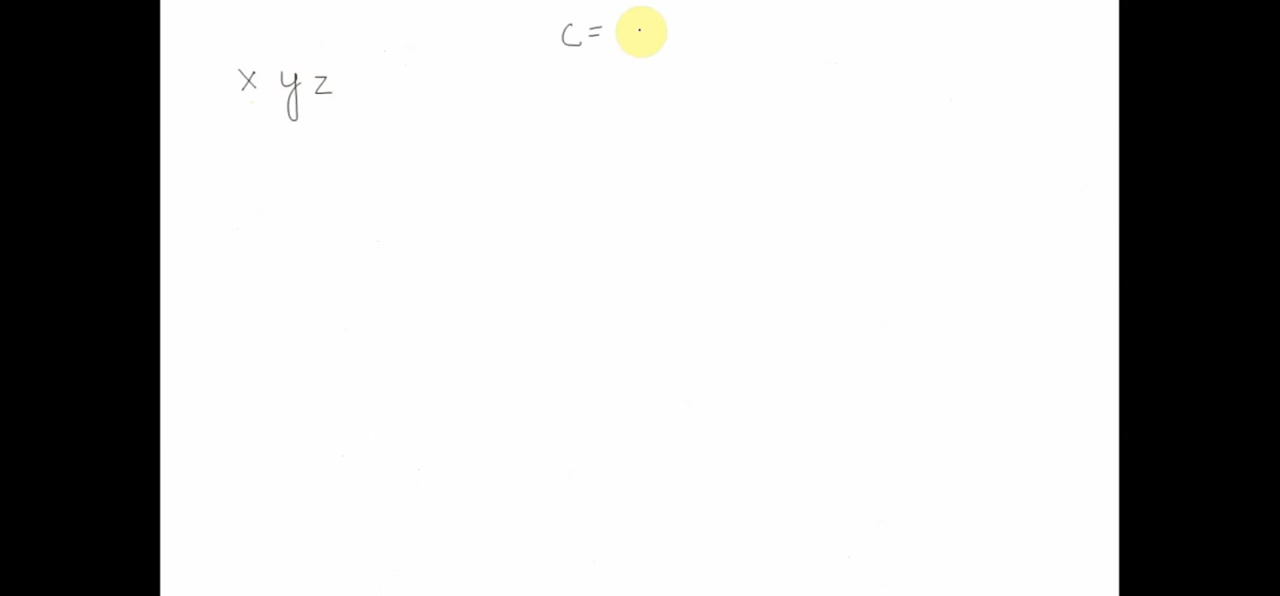 c =
x y z